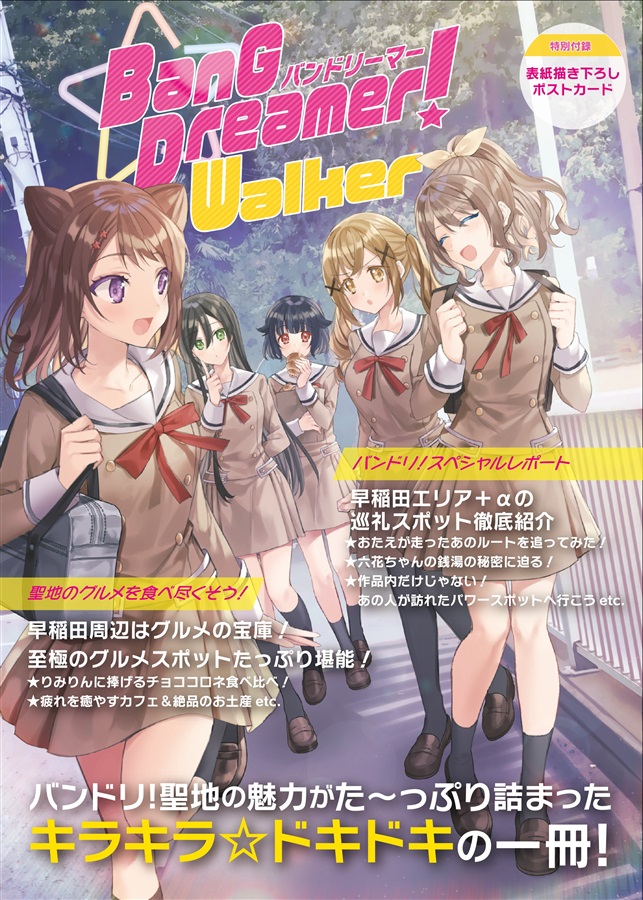 BanG
バンドリーマー
Dreamer!
Walker
特別付録
表紙描き下ろし
ポストカード
バンドリ！スペシャルレポート
早稲田エリア＋αの
巡礼スポット徹底紹介
★おたえが走ったあのルートを追ってみた！
★六花ちゃんの銭湯の秘密に迫る！
★作品内だけじゃない！
あの人が訪れたパワースポットへ行こう etc.
聖地のグルメを食べ尽くそう！
早稲田周辺はグルメの宝庫！
至極のグルメスポットたっぷり堪能！
★りみりんに捧げるチョココロネ食べ比べ！
★疲れを癒やすカフェ＆絶品のお土産 etc.
バンドリ！聖地の魅力がた〜っぷり詰まった
キラキラ☆ドキドキの一冊！